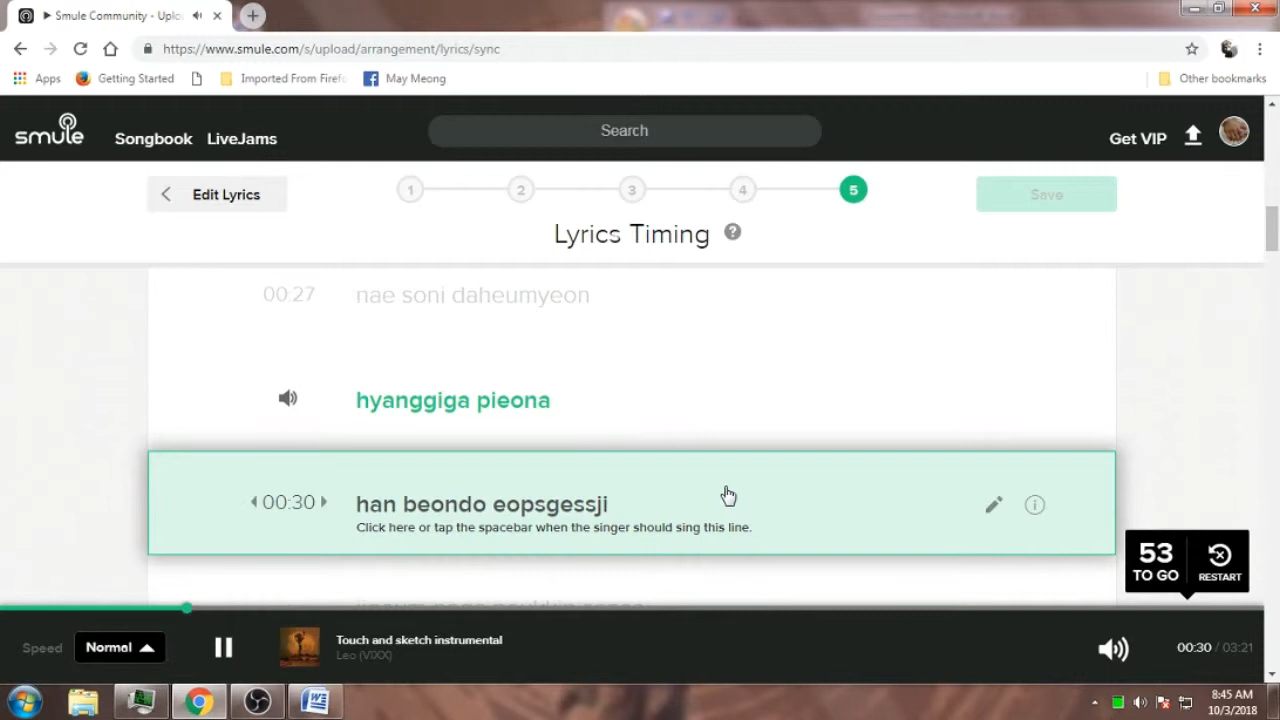 Smule Community - Uplo
https://www.smule.com/s/upload/arrangement/lyrics/sync
Apps Getting Started Imported From Firefo May Meong Other bookmarks
smule Songbook LiveJams Search Get VIP
Edit Lyrics 1 2 3 4 5 Save
Lyrics Timing ?
00:27 nae soni daheumyeon
hyanggiga pieona
00:30 han beondo eopsgessji
Click here or tap the spacebar when the singer should sing this line.
53 TO GO RESTART
Speed Normal Touch and sketch instrumental 00:30 / 03:21
Leo (VIXX)
8:45 AM
10/3/2018